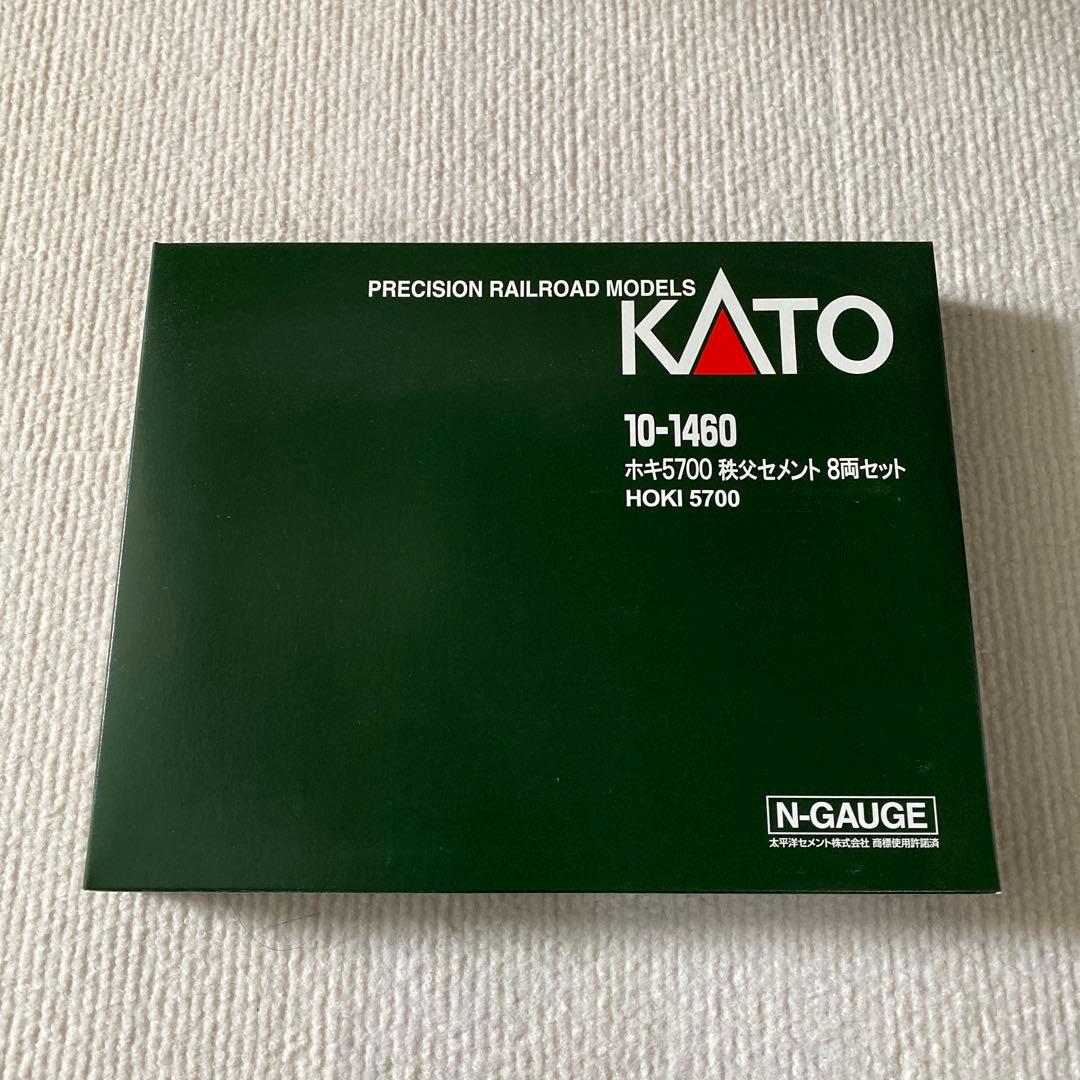 PRECISION RAILROAD MODELS
KATO
10-1460
ホキ5700 秩父セメント 8両セット
HOKI 5700
N-GAUGE
太平洋セメント株式会社 商標使用許諾済